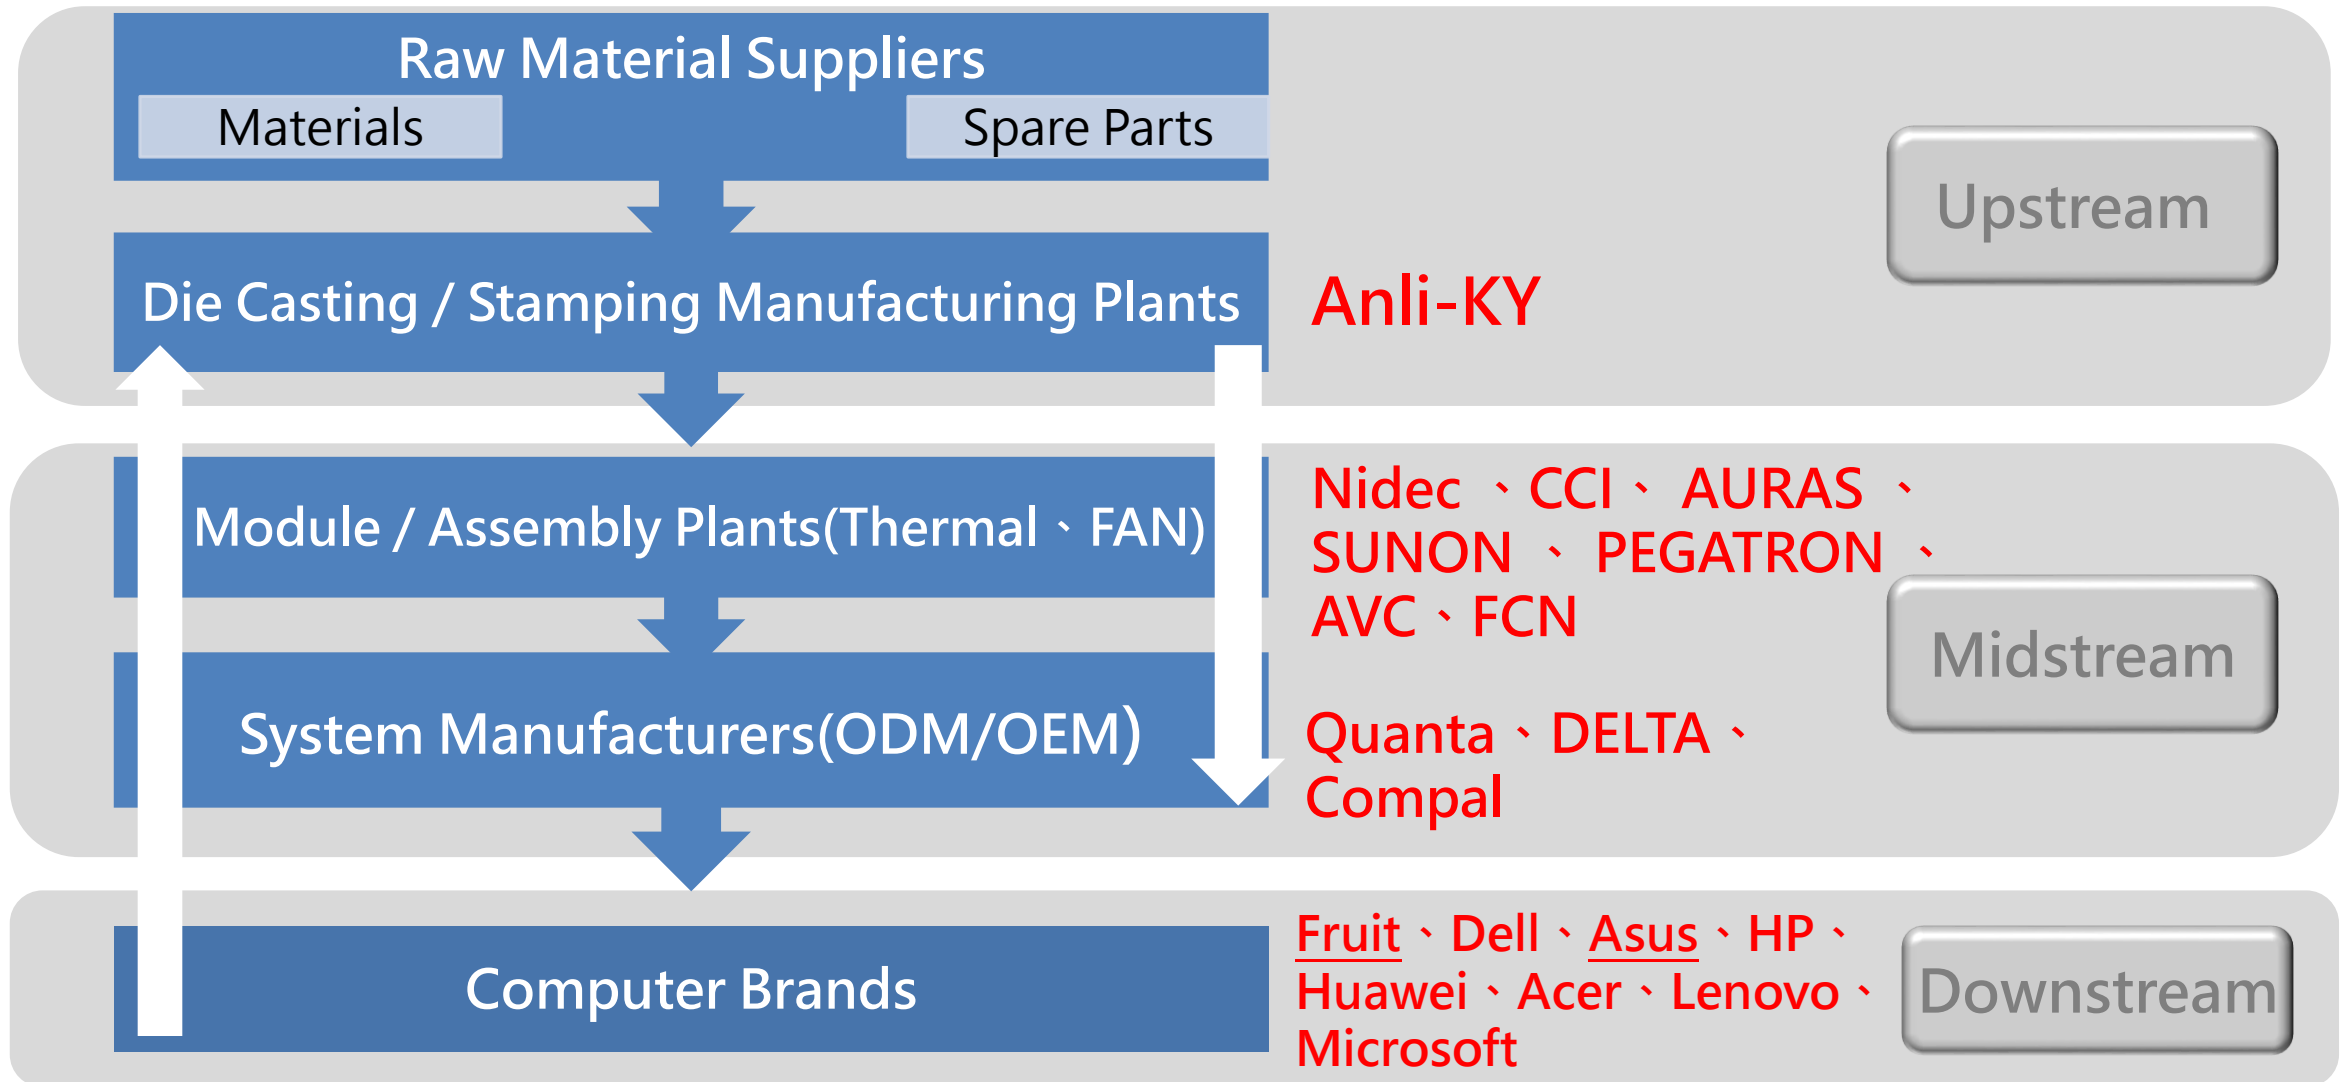 Raw Material Suppliers
Materials
Spare Parts
Upstream
Die Casting / Stamping Manufacturing Plants
Anli-KY
Module / Assembly Plants(Thermal、FAN)
Nidec 、CCI、 AURAS 、
SUNON 、 PEGATRON 、
AVC、FCN
Midstream
System Manufacturers(ODM/OEM)
Quanta、DELTA、
Compal
Computer Brands
Fruit、Dell、Asus、HP、
Huawei、Acer、Lenovo、
Microsoft
Downstream